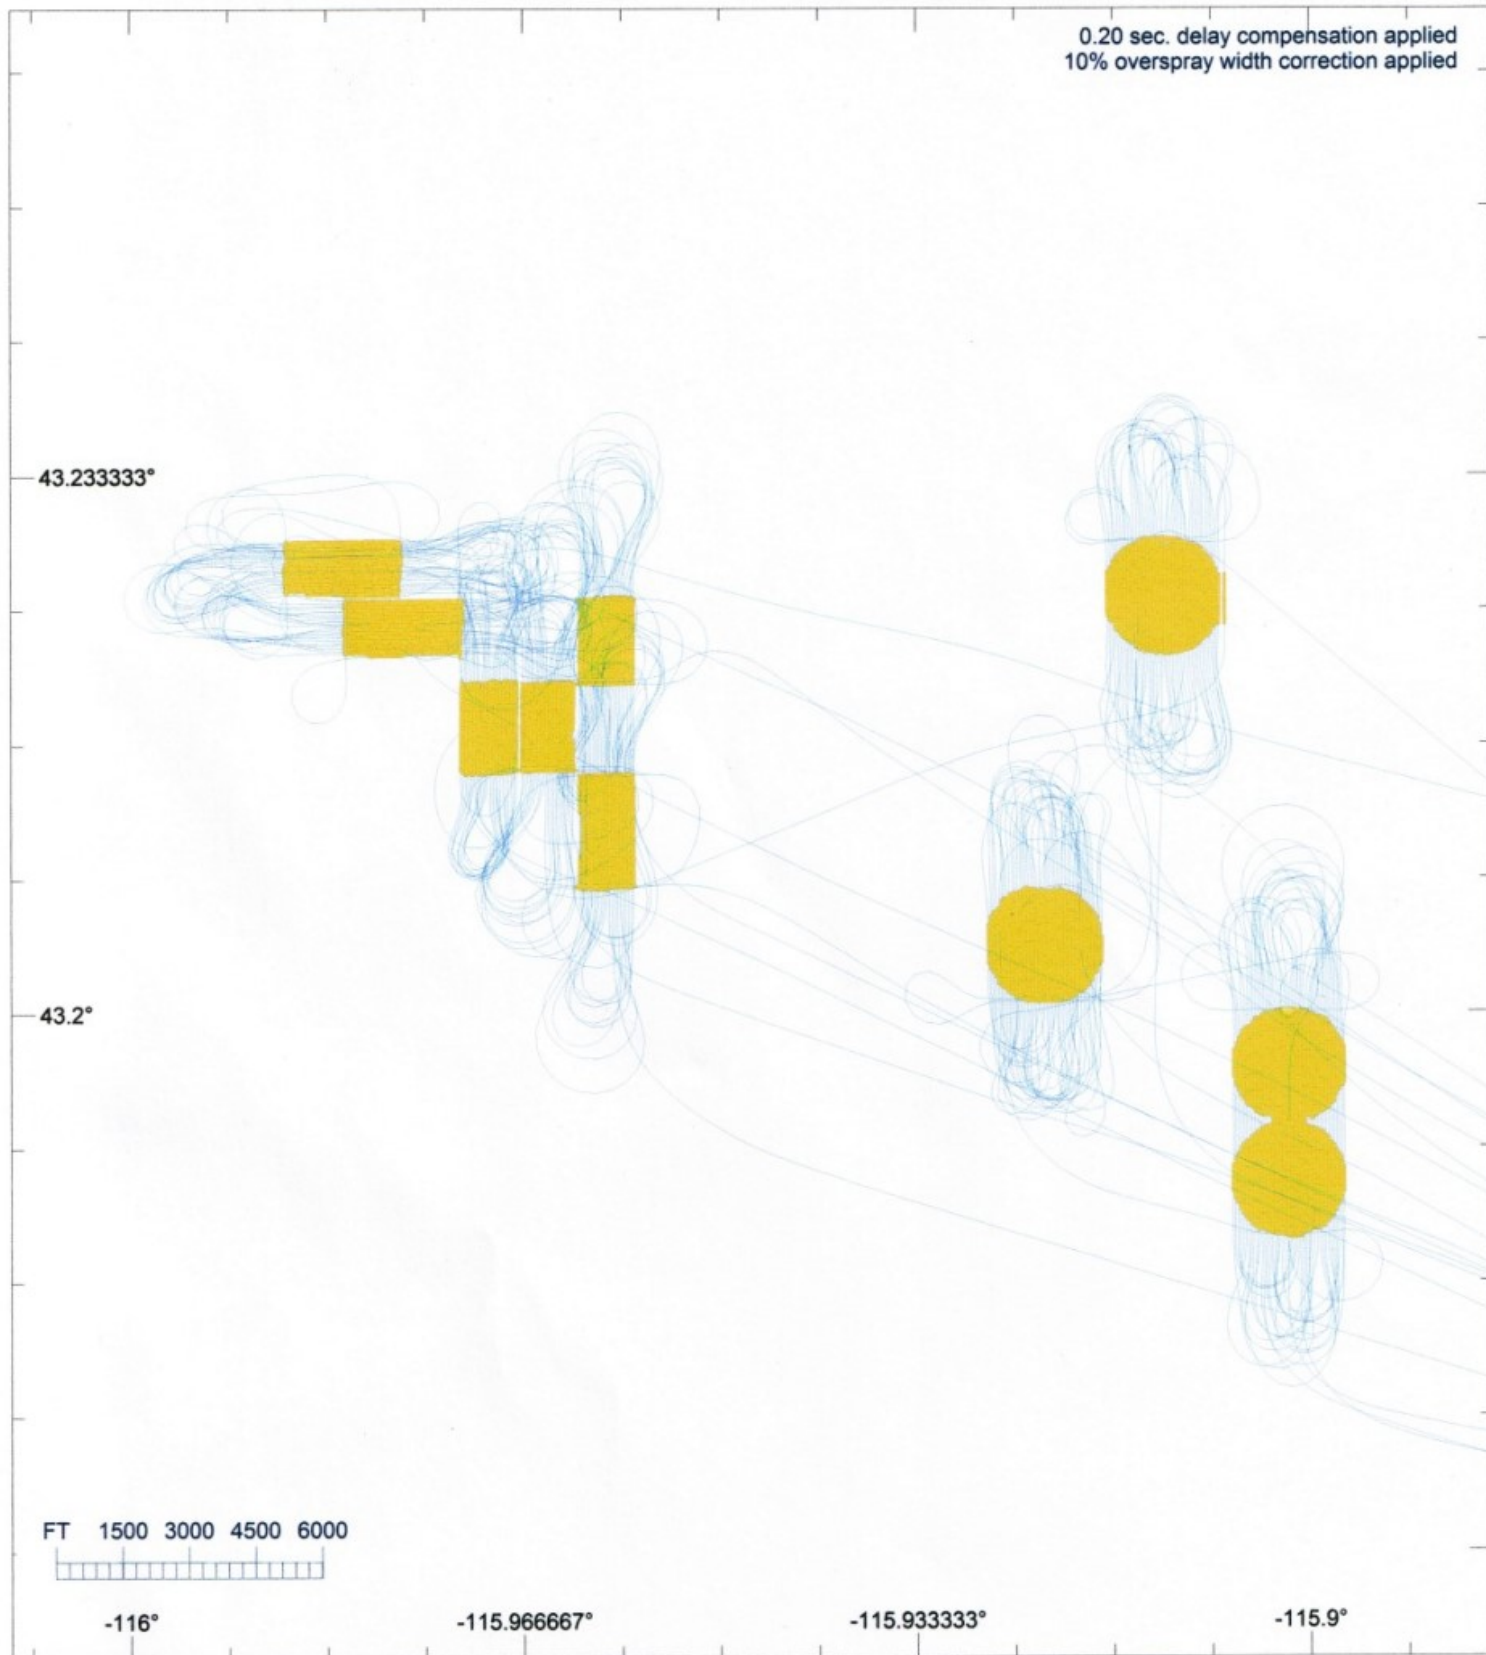 0.20 sec. delay compensation applied
10% overspray width correction applied
43.233333°
43.2°
FT 1500 3000 4500 6000
-116° -115.966667° -115.933333° -115.9°